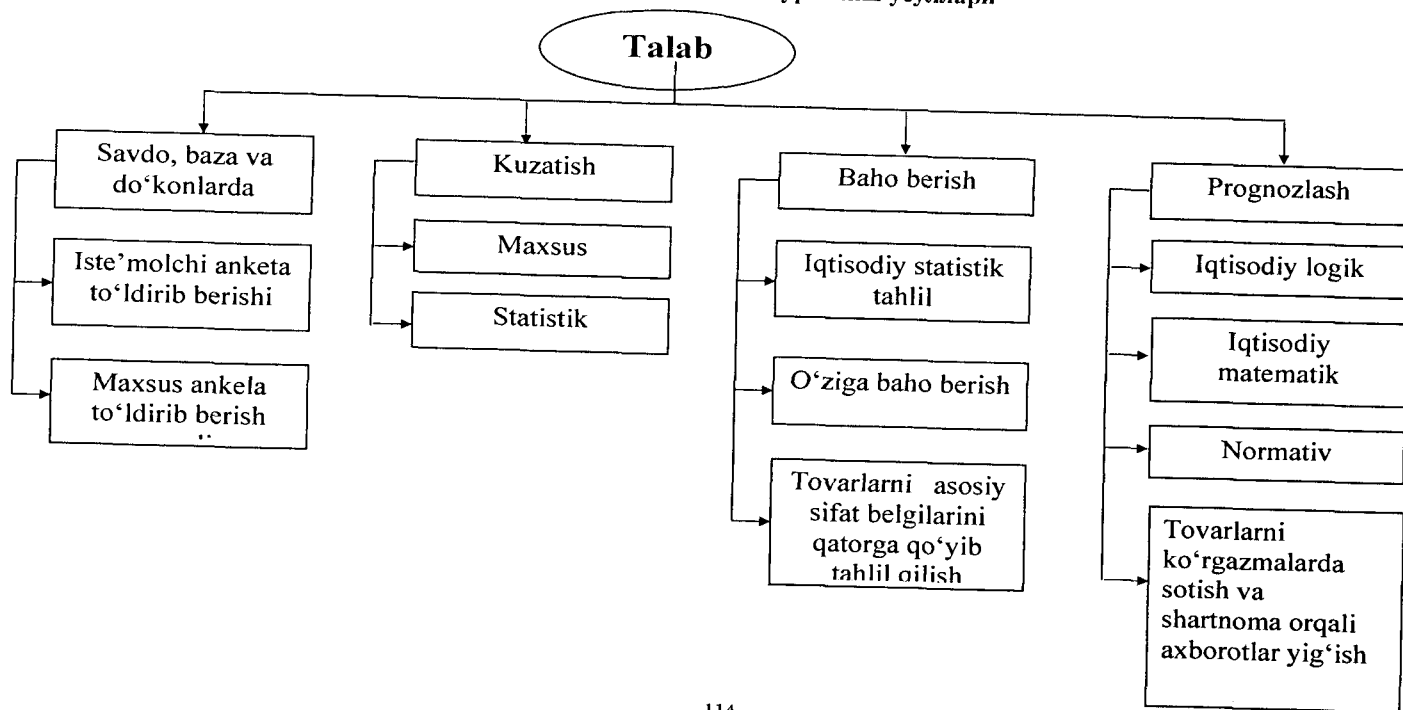 усуллари
Talab
Savdo, baza va
do‘konlarda
Iste’molchi anketa
to‘ldirib berishi
Maxsus ankela
to‘ldirib berish
Kuzatish
Maxsus
Statistik
Baho berish
Iqtisodiy statistik
tahlil
O‘ziga baho berish
Tovarlarni asosiy
sifat belgilarini
qatorga qo‘yib
tahlil qilish
Prognozlash
Iqtisodiy logik
Iqtisodiy
matematik
Normativ
Tovarlarni
ko‘rgazmalarda
sotish va
shartnoma orqali
axborotlar yig‘ish
114